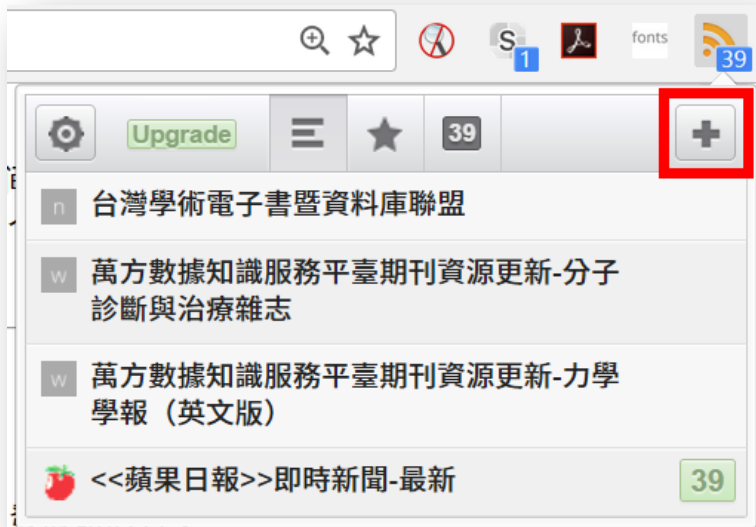 S
1
fonts
39
Upgrade
39
n 台灣學術電子書暨資料庫聯盟
w 萬方數據知識服務平臺期刊資源更新-分子
診斷與治療雜志
w 萬方數據知識服務平臺期刊資源更新-力學
學報（英文版）
<<蘋果日報>>即時新聞-最新 39